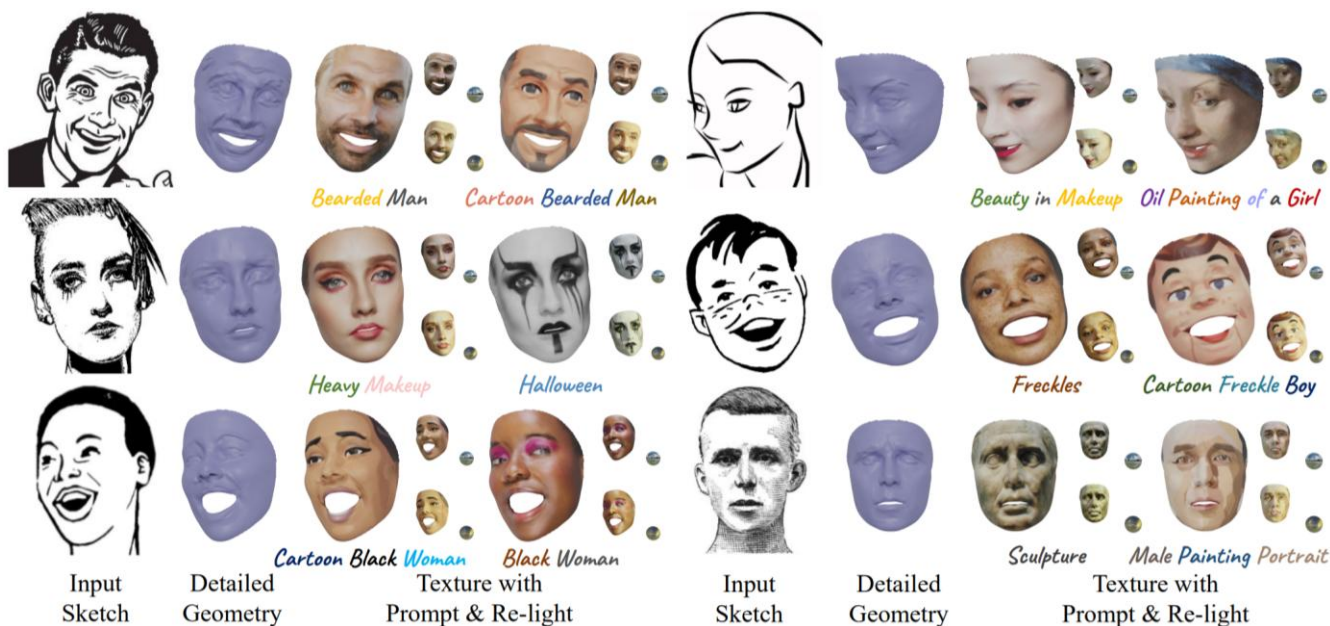 Bearded Man
Cartoon Bearded Man
Beauty in Makeup
Oil Painting of a Girl
Heavy Makeup
Halloween
Freckles
Cartoon Freckle Boy
Cartoon Black Woman
Black Woman
Sculpture
Male Painting Portrait
Input
Sketch
Detailed
Geometry
Texture with
Prompt & Re-light
Input
Sketch
Detailed
Geometry
Texture with
Prompt & Re-light